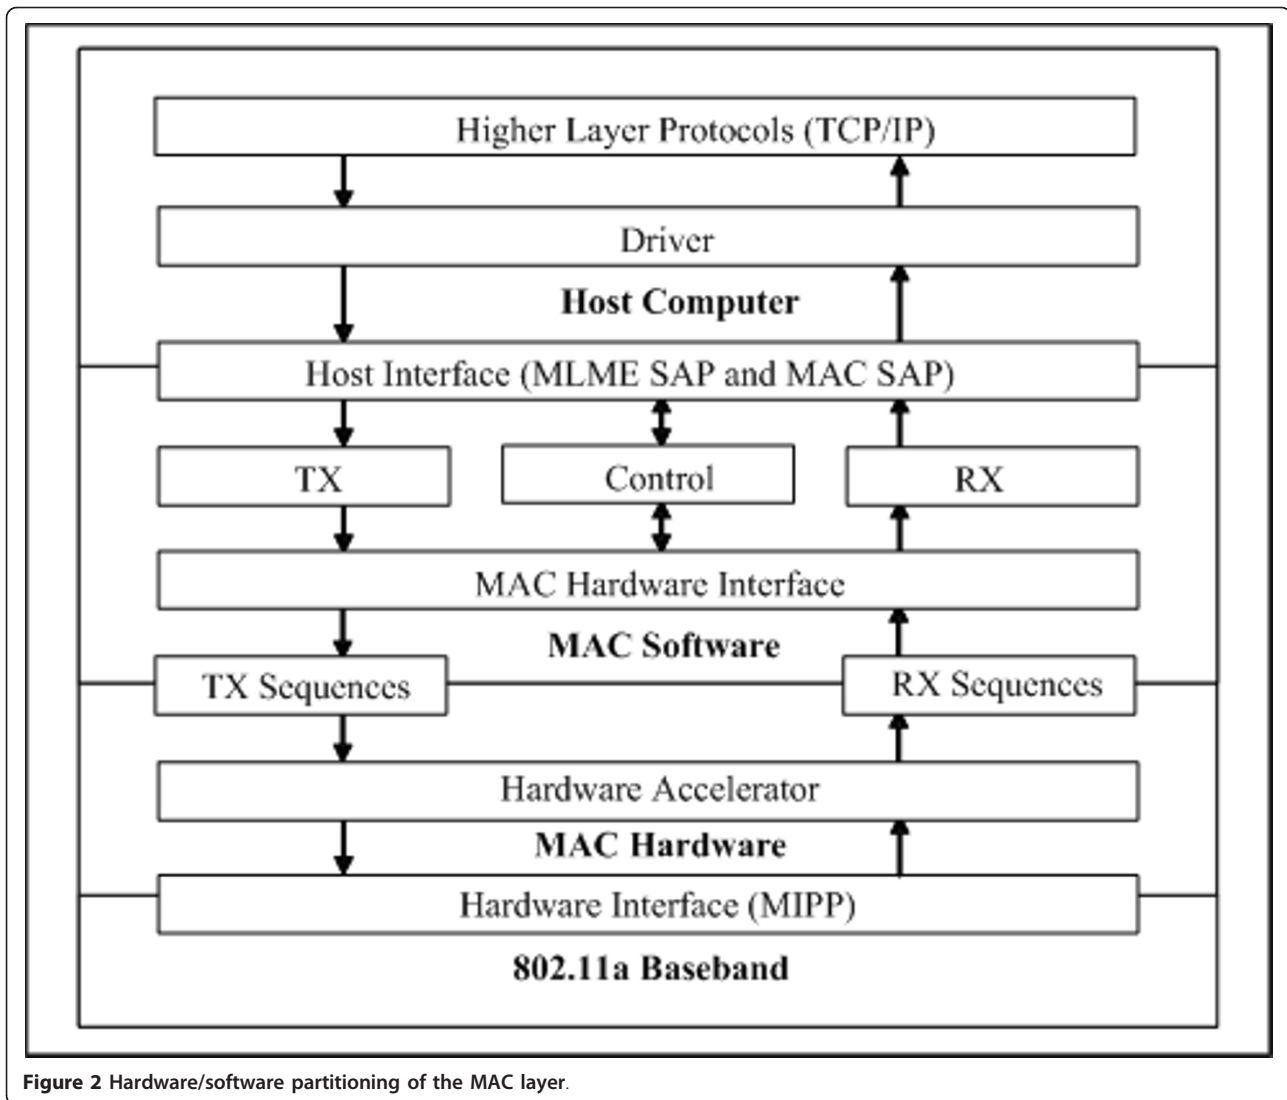 Higher Layer Protocols (TCP/IP)
Driver
Host Computer
Host Interface (MLME SAP and MAC SAP)
TX
Control
RX
MAC Hardware Interface
MAC Software
TX Sequences
RX Sequences
Hardware Accelerator
MAC Hardware
Hardware Interface (MIPP)
802.11a Baseband
Figure 2 Hardware/software partitioning of the MAC layer.